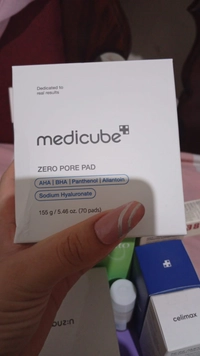 Dedicated to
real results
medicube
ZERO PORE PAD
AHA | BHA | Panthenol | Allantoin
Sodium Hyaluronate
155 g / 5.46 oz. (70 pads)
celimax